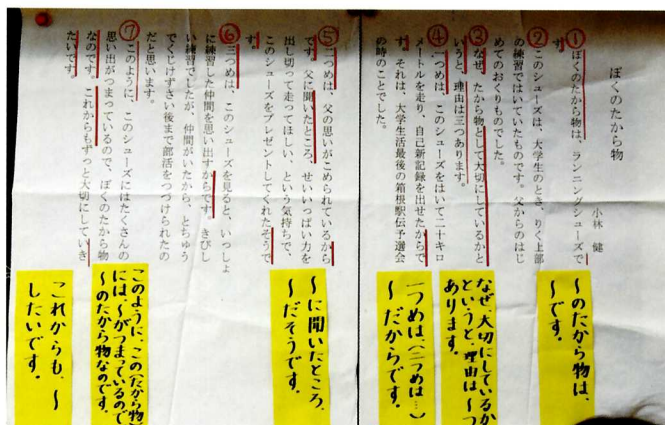 ぼくのたから物
小林 健
①ぼくのたから物は、ランニングシューズで
す。
②このシューズは、大学生のとき、りく上部
の練習ではいていたものです。父からのはじ
めてのおくりものでした。
③なぜ、たから物として大切にしているかと
いうと、理由は三つあります。
④一つめは、このシューズをはいて二十キロ
メートルを走り、自己新記録を出せたからで
す。それは、大学生活最後の箱根駅伝予選会
の時のことでした。
⑤二つめは、父の思いがこめられているから
です。父に聞いたところ、せいいっぱい力を
出し切って走ってほしい、という気持ちで、
このシューズをプレゼントしてくれたそうで
す。
⑥三つめは、このシューズを見ると、いっしょ
に練習した仲間を思い出すからです。きびし
い練習でしたが、仲間がいたから、とちゅう
でくじけずさい後まで部活をつづけられたの
だと思います。
⑦このように、このシューズにはたくさんの
思い出がつまっているので、ぼくのたから物
なのです。これからもずっと大切にしていき
たいです。
〜のたから物は、
〜です。
なぜ、大切にしているか
というと、理由は〜つ
あります。
一つめは、(二つめは…)
〜だからです。
〜に聞いたところ、
〜だそうです。
このように、この(たから物)
には、〜がつまっているので
〜のたから物なのです。
これからも、〜
したいです。